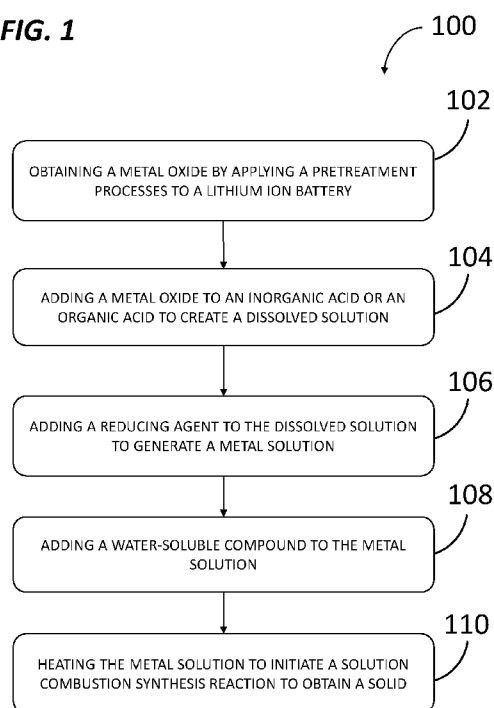 FIG. 1
100
102
OBTAINING A METAL OXIDE BY APPLYING A PRETREATMENT
PROCESSES TO A LITHIUM ION BATTERY
104
ADDING A METAL OXIDE TO AN INORGANIC ACID OR AN
ORGANIC ACID TO CREATE A DISSOLVED SOLUTION
106
ADDING A REDUCING AGENT TO THE DISSOLVED SOLUTION
TO GENERATE A METAL SOLUTION
108
ADDING A WATER-SOLUBLE COMPOUND TO THE METAL
SOLUTION
110
HEATING THE METAL SOLUTION TO INITIATE A SOLUTION
COMBUSTION SYNTHESIS REACTION TO OBTAIN A SOLID